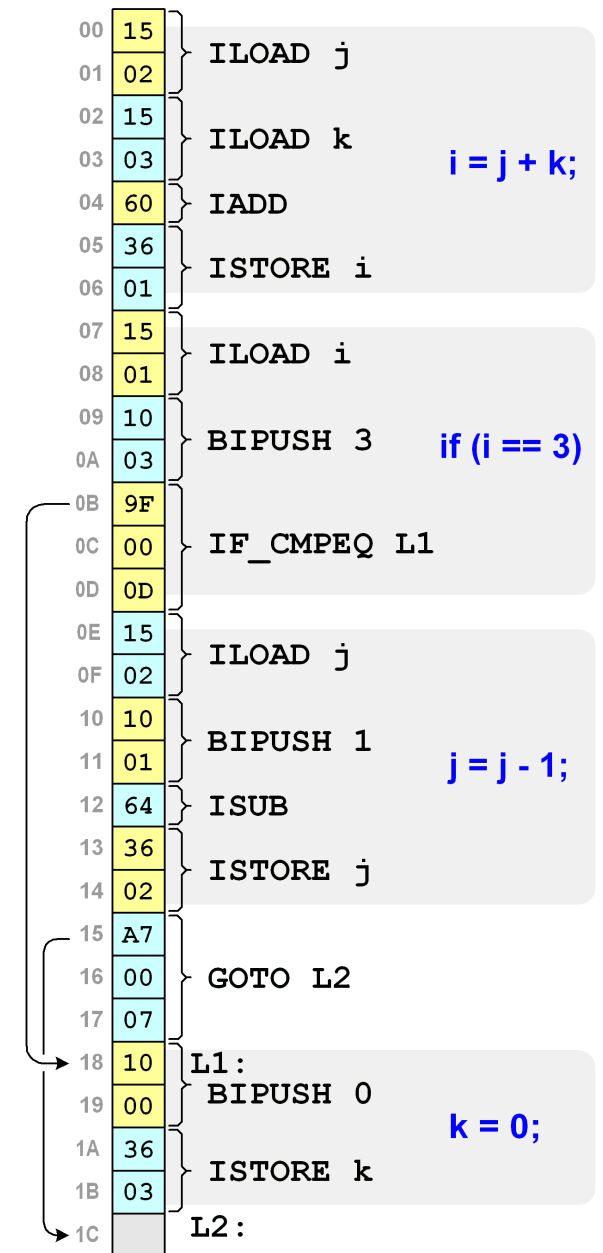 00 15
ILOAD j
01 02
02 15
ILOAD k
03 03
i = j + k;
04 60 IADD
05 36
ISTORE i
06 01
07 15
ILOAD i
08 01
09 10
BIPUSH 3
if (i == 3)
0A 03
0B 9F
0C 00 IF_CMPEQ L1
0D 0D
0E 15
ILOAD j
0F 02
10 10
BIPUSH 1
11 01
j = j - 1;
12 64 ISUB
13 36
ISTORE j
14 02
15 A7
16 00 GOTO L2
17 07
18 10 L1:
BIPUSH 0
19 00
k = 0;
1A 36
ISTORE k
1B 03
1C L2: